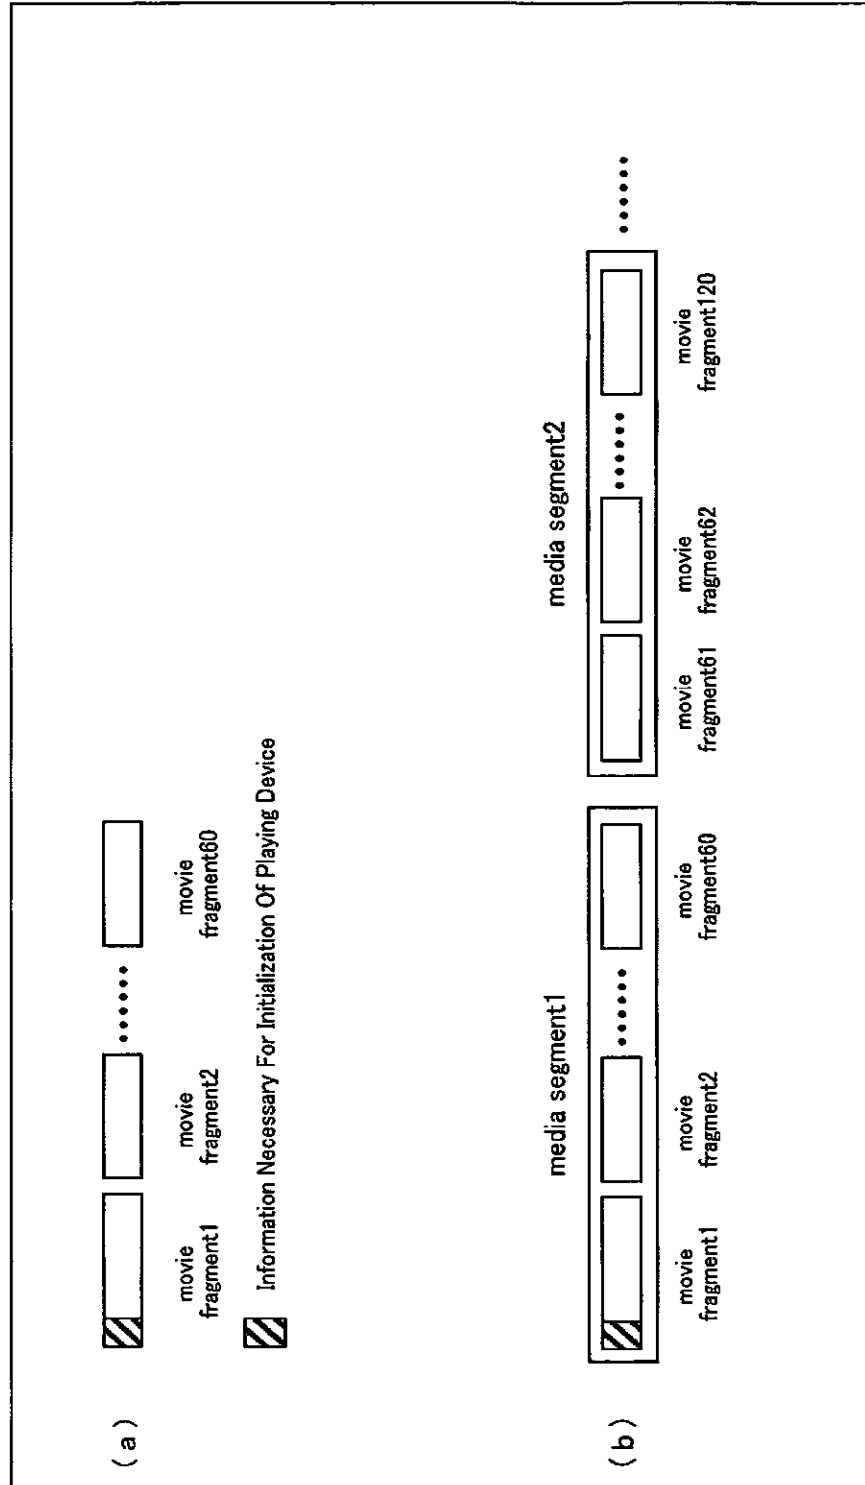 (a)
movie
fragment1
movie
fragment2
••••••
movie
fragment60
Information Necessary For Initialization Of Playing Device
(b)
media segment1
movie
fragment1
movie
fragment2
••••••
movie
fragment60
media segment2
movie
fragment61
movie
fragment62
••••••
movie
fragment120
••••••